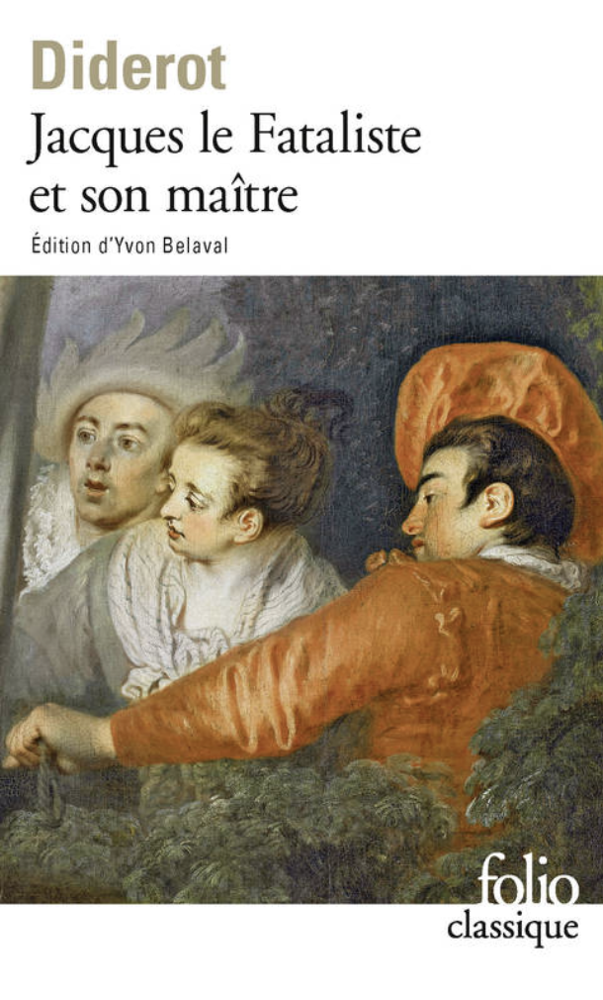 Diderot
Jacques le Fataliste
et son maître
Édition d'Yvon Belaval
folio
classique